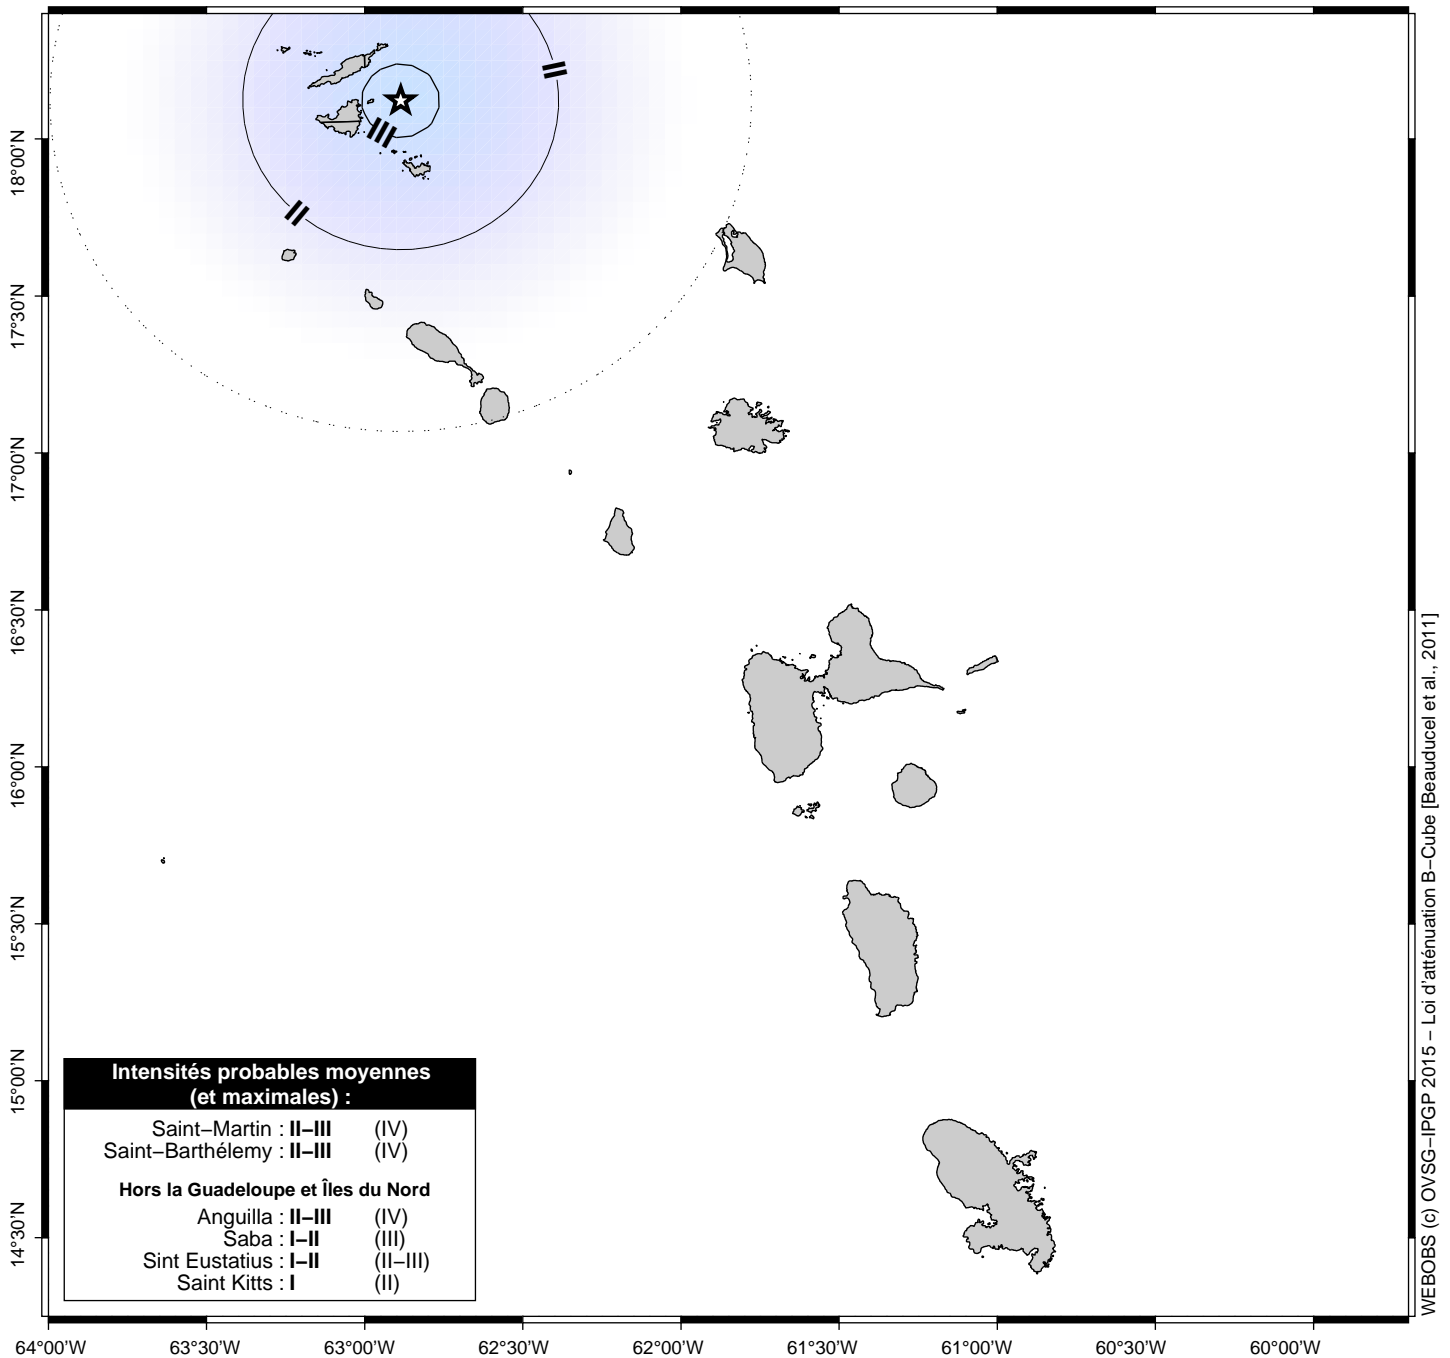 II
III
II
18°00'N
17°30'N
17°00'N
16°30'N
16°00'N
15°30'N
15°00'N
14°30'N
64°00'W 63°30'W 63°00'W 62°30'W 62°00'W 61°30'W 61°00'W 60°30'W 60°00'W
Intensités probables moyennes
(et maximales) :
Saint−Martin : II−III (IV)
Saint−Barthélemy : II−III (IV)
Hors la Guadeloupe et Îles du Nord
Anguilla : II−III (IV)
Saba : I−II (III)
Sint Eustatius : I−II (II−III)
Saint Kitts : I (II)
WEBOBS (c) OVSG−IPGP 2015 − Loi d'atténuation B−Cube [Beauducel et al., 2011]